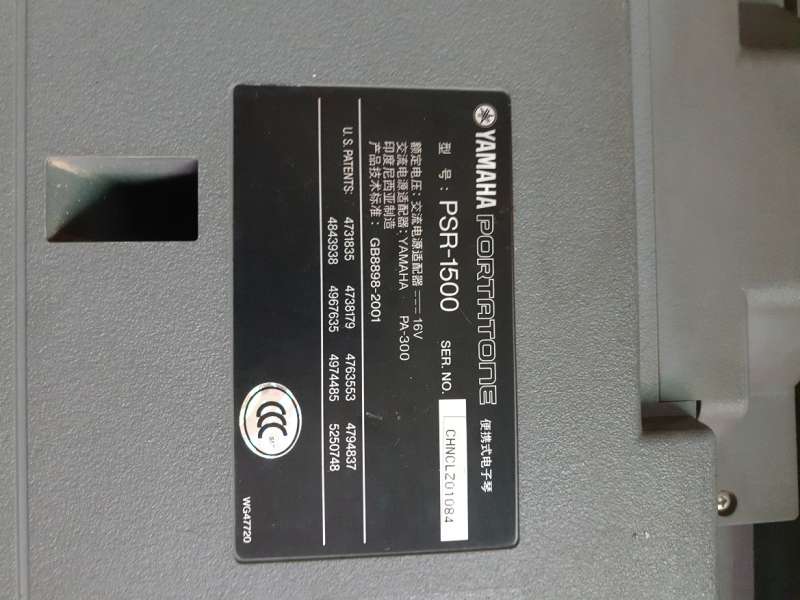 YAMAHA PORTATONE 便携式电子琴
型 号: PSR-1500 SER. NO. CHNCLZ01084
额定电压: 交流电源适配器 ⎓ 16V
交流电源适配器: YAMAHA PA-300
印度尼西亚制造
产品技术标准: GB8898-2001
U.S. PATENTS: 4731835 4738179 4763553 4794837
4843938 4967635 4974485 5250748
CCC
WG47720